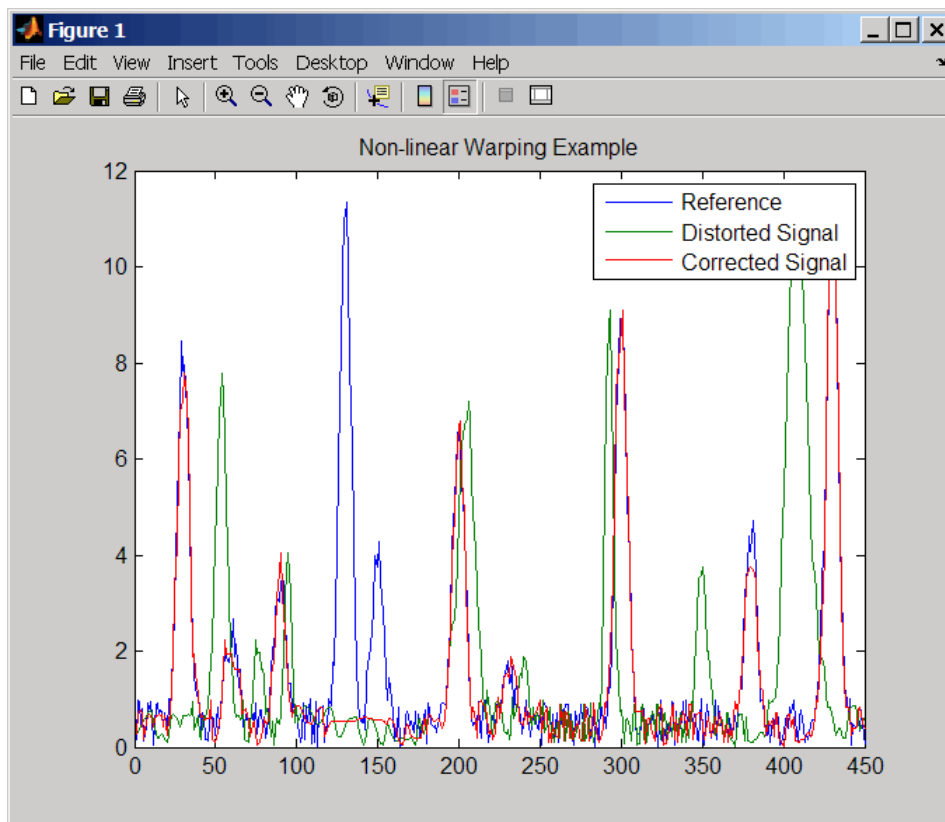 Figure 1
File Edit View Insert Tools Desktop Window Help
Non-linear Warping Example
12
10
8
6
4
2
0
Reference
Distorted Signal
Corrected Signal
0 50 100 150 200 250 300 350 400 450